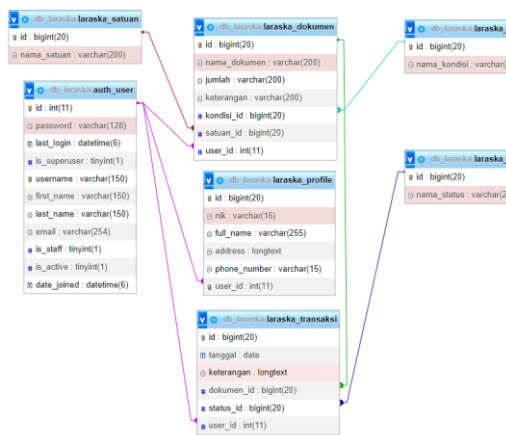 db_laraska laraska_satuan
id : bigint(20)
nama_satuan : varchar(200)
db_laraska laraska_dokumen
id : bigint(20)
nama_dokumen : varchar(200)
jumlah : varchar(200)
keterangan : varchar(200)
kondisi_id : bigint(20)
satuan_id : bigint(20)
user_id : int(11)
db_laraska laraska_
id : bigint(20)
nama_kondisi : varchar(
db_laraska auth_user
id : int(11)
password : varchar(128)
last_login : datetime(6)
is_superuser : tinyint(1)
username : varchar(150)
first_name : varchar(150)
last_name : varchar(150)
email : varchar(254)
is_staff : tinyint(1)
is_active : tinyint(1)
date_joined : datetime(6)
db_laraska laraska_profile
id : bigint(20)
nik : varchar(16)
full_name : varchar(255)
address : longtext
phone_number : varchar(15)
user_id : int(11)
db_laraska laraska_
id : bigint(20)
nama_status : varchar(2
db_laraska laraska_transaksi
id : bigint(20)
tanggal : date
keterangan : longtext
dokumen_id : bigint(20)
status_id : bigint(20)
user_id : int(11)